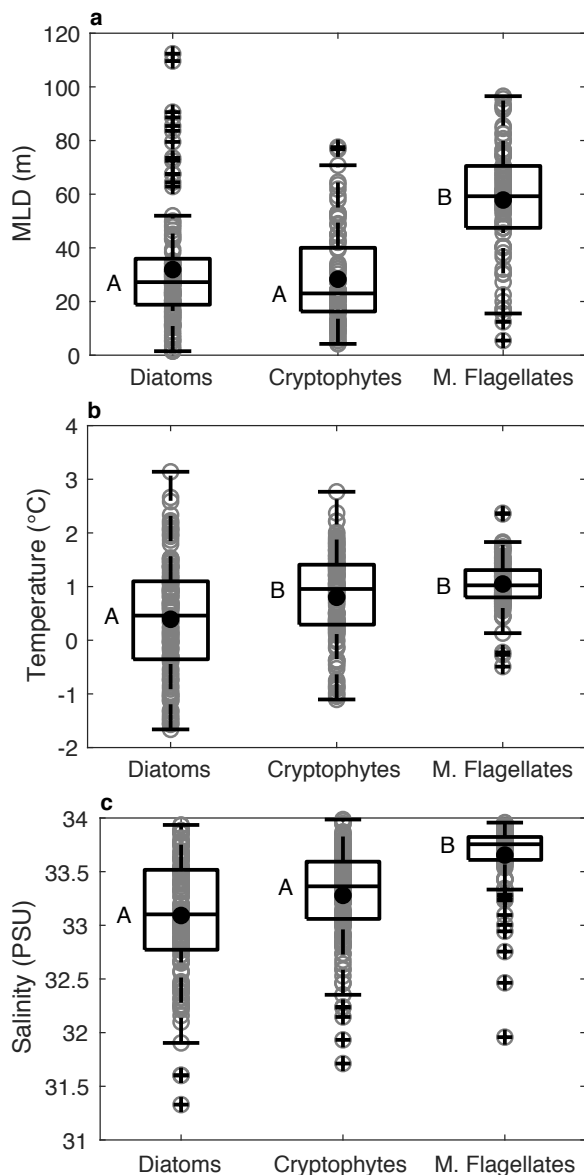 a
120
100
80
60
40
20
0
MLD (m)
A
A
B
Diatoms Cryptophytes M. Flagellates
b
4
3
2
1
0
-1
-2
Temperature (°C)
A
B
B
Diatoms Cryptophytes M. Flagellates
c
34
33.5
33
32.5
32
31.5
31
Salinity (PSU)
A
A
B
Diatoms Cryptophytes M. Flagellates